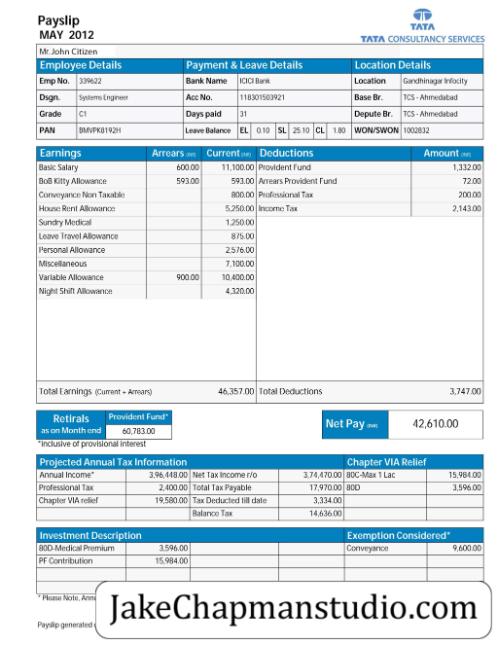 Payslip
MAY 2012
TATA
TATA CONSULTANCY SERVICES
Mr.John Citizen
Employee Details Payment & Leave Details Location Details
Emp No. 339622 Bank Name ICICI Bank Location Gandhinagar Infocity
Dsgn. Systems Engineer Acc No. 118301503921 Base Br. TCS - Ahmedabad
Grade C1 Days paid 31 Depute Br. TCS - Ahmedabad
PAN BMVPK8192H Leave Balance EL 0.10 SL 25.10 CL 1.80 WON/SWON 1002832
Earnings Arrears (INR) Current (INR) Deductions Amount (INR)
Basic Salary 600.00 11,100.00 Provident Fund 1,332.00
BoB Kitty Allowance 593.00 593.00 Arrears Provident Fund 72.00
Conveyance Non Taxable 800.00 Professional Tax 200.00
House Rent Allowance 5,250.00 Income Tax 2,143.00
Sundry Medical 1,250.00
Leave Travel Allowance 875.00
Personal Allowance 2,576.00
Miscellaneous 7,100.00
Variable Allowance 900.00 10,400.00
Night Shift Allowance 4,320.00
Total Earnings (Current + Arrears) 46,357.00 Total Deductions 3,747.00
Retirals as on Month end Provident Fund* 60,783.00 Net Pay (INR) 42,610.00
*Inclusive of provisional interest
Projected Annual Tax Information Chapter VIA Relief
Annual Income* 3,96,448.00 Net Tax Income r/o 3,74,470.00 80C-Max 1 Lac 15,984.00
Professional Tax 2,400.00 Total Tax Payable 17,970.00 80D 3,596.00
Chapter VIA relief 19,580.00 Tax Deducted till date 3,334.00
Balance Tax 14,636.00
Investment Description Exemption Considered*
80D-Medical Premium 3,596.00 Conveyance 9,600.00
PF Contribution 15,984.00
* Please Note,
JakeChapmanstudio.com
Payslip generated